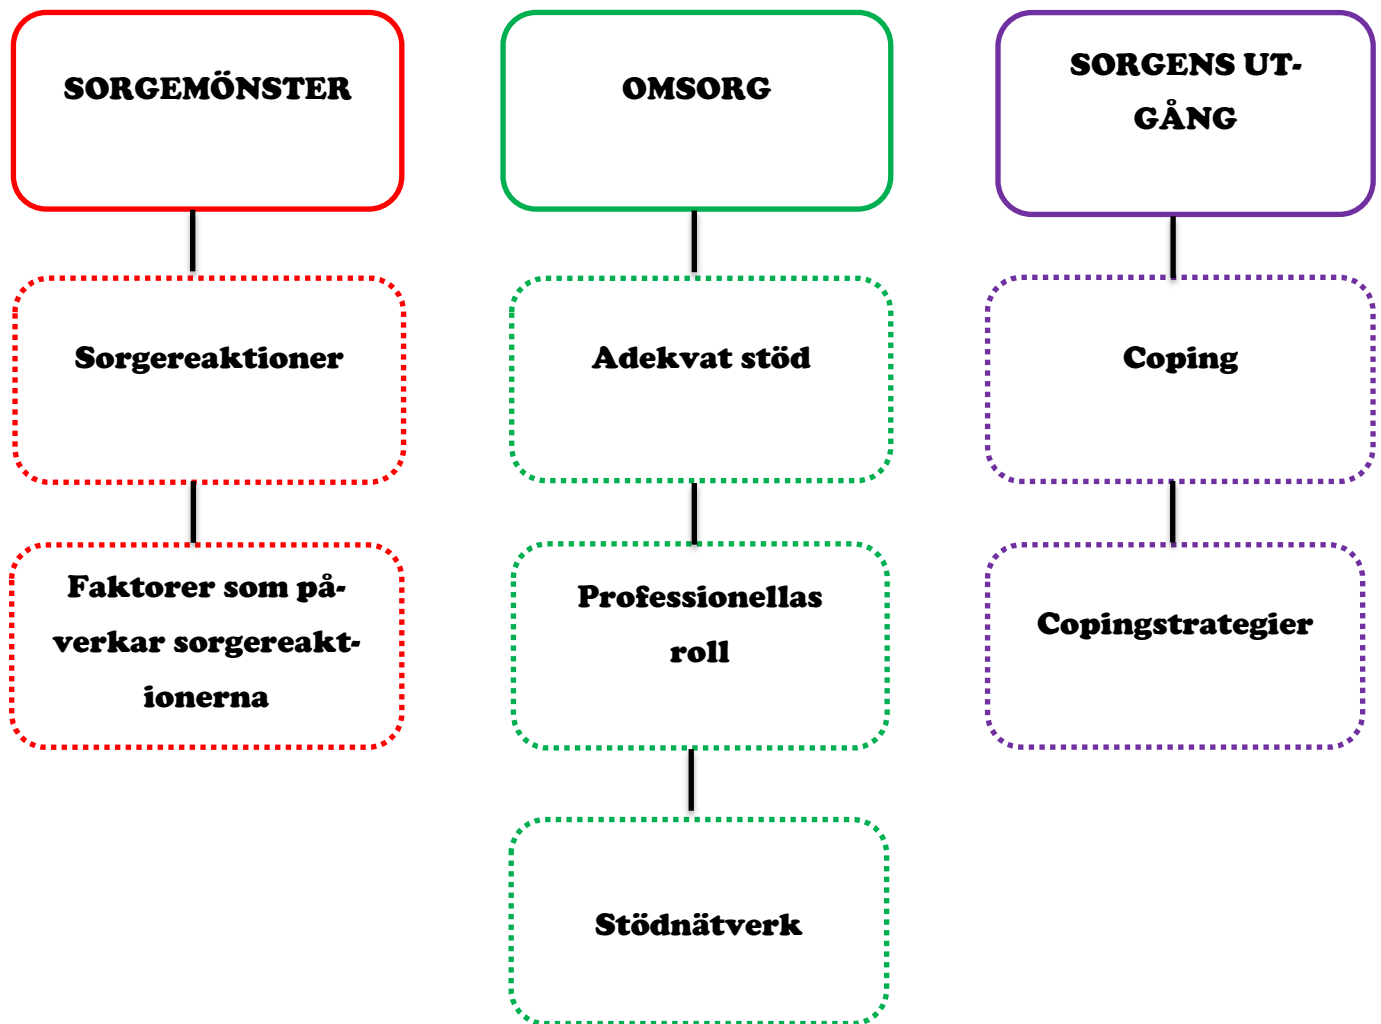 SORGEMÖNSTER
Sorgereaktioner
Faktorer som på-
verkar sorgereakt-
ionerna
OMSORG
Adekvat stöd
Professionellas
roll
Stödnätverk
SORGENS UT-
GÅNG
Coping
Copingstrategier